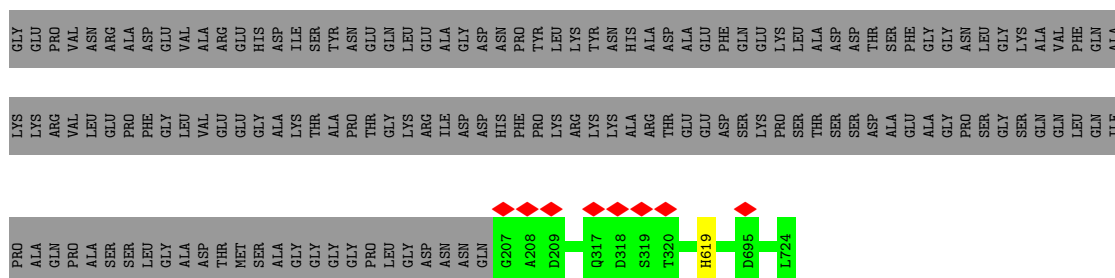 GLY GLU PRO VAL ASN ARG ALA ASP GLU VAL ALA ARG GLU HIS ASP ILE SER TYR ASN GLU GLN LEU GLU ALA GLY ASP ASN PRO TYR LEU LYS TYR ASN HIS ALA ASP ALA GLU PHE GLN GLU LYS LEU ALA ASP ASP THR SER PHE GLY GLY ASN LEU GLY LYS ALA VAL PHE GLN ALA
LYS LYS ARG VAL LEU GLU PRO PHE GLY LEU VAL GLU GLU GLY ALA LYS THR ALA PRO THR GLY LYS ARG ILE ASP ASP HIS PHE PRO LYS ARG LYS LYS ALA ARG THR GLU GLU ASP SER LYS PRO SER THR SER SER ASP ALA GLU ALA GLY PRO SER GLY SER GLN GLN LEU GLN ILE
PRO ALA GLN PRO ALA SER SER LEU GLY ALA ASP THR MET SER ALA GLY GLY GLY GLY PRO LEU GLY ASP ASN ASN GLN G207 A208 D209 Q317 D318 S319 T320 H619 D695 L724